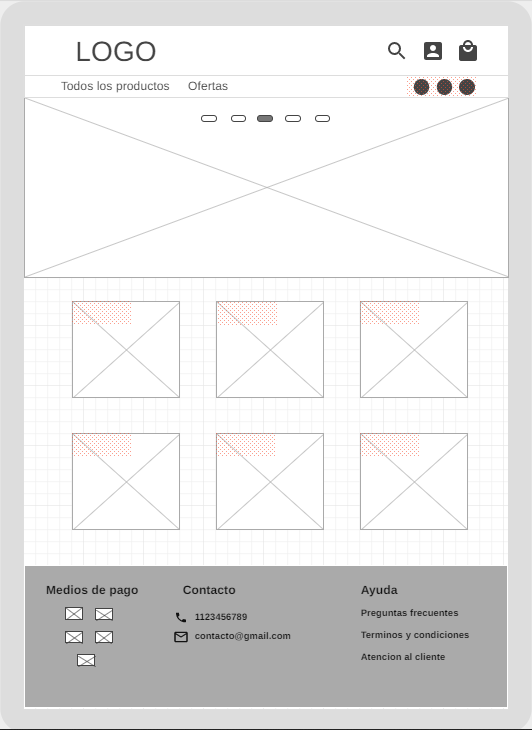 LOGO
Todos los productos Ofertas
Medios de pago
Contacto
1123456789
contacto@gmail.com
Ayuda
Preguntas frecuentes
Terminos y condiciones
Atencion al cliente